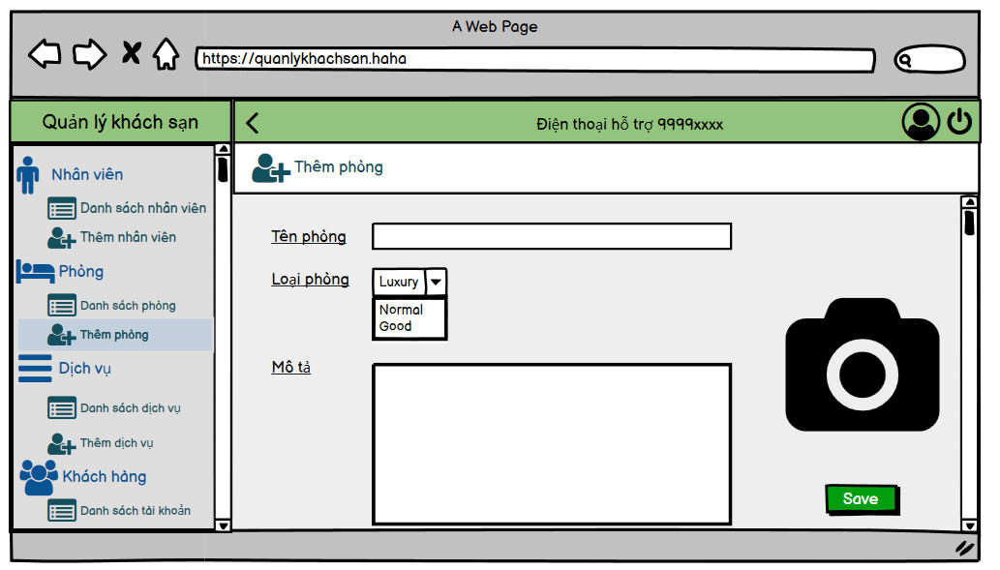 A Web Page
https://quanlykhachsan.haha
Quản lý khách sạn
Điện thoại hỗ trợ 9999xxxx
Nhân viên
Danh sách nhân viên
Thêm nhân viên
Phòng
Danh sách phòng
Thêm phòng
Dịch vụ
Danh sách dịch vụ
Thêm dịch vụ
Khách hàng
Danh sách tài khoản
Thêm phòng
Tên phòng
Loại phòng
Luxury
Normal
Good
Mô tả
Save